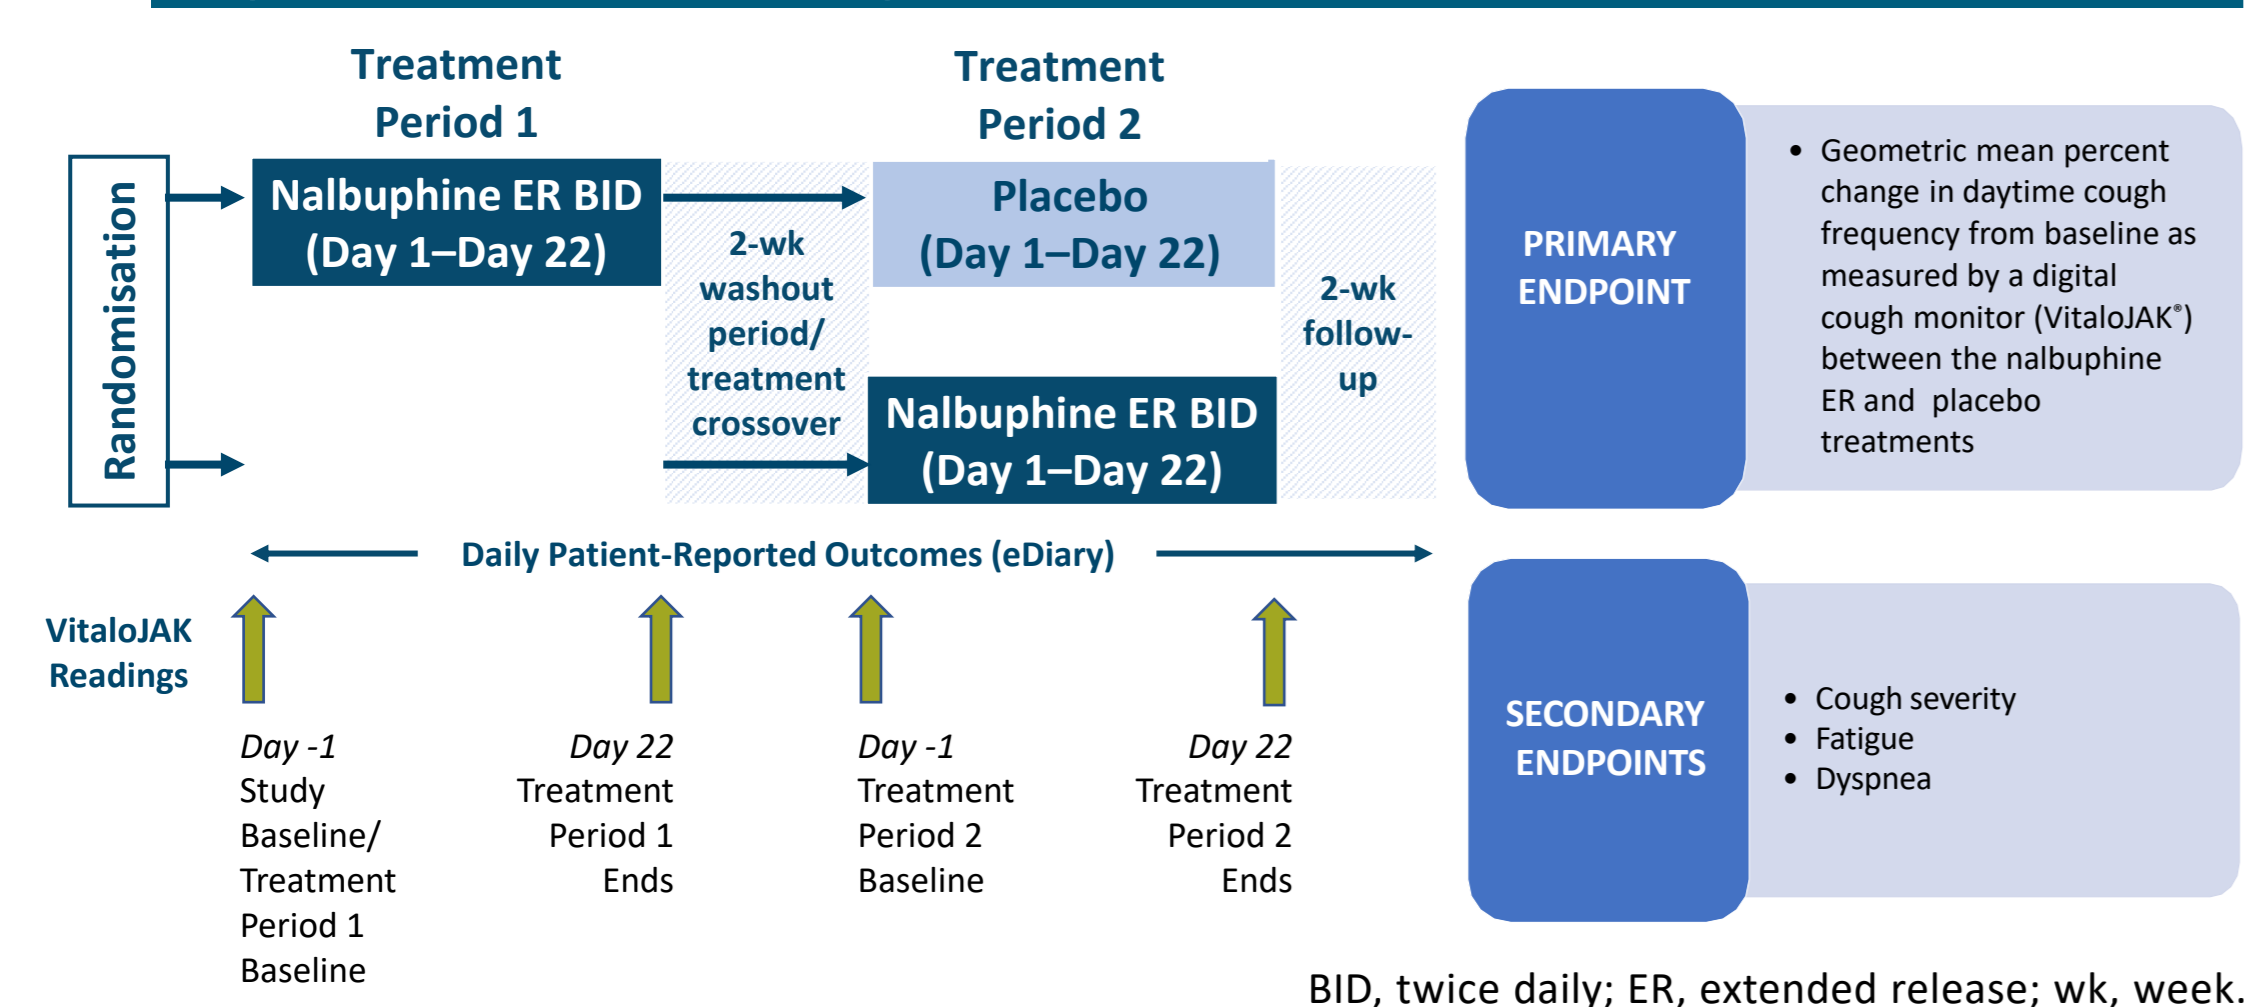 Treatment
Period 1
Treatment
Period 2
Randomisation
Nalbuphine ER BID
(Day 1–Day 22)
2-wk
washout
period/
treatment
crossover
Placebo
(Day 1–Day 22)
Nalbuphine ER BID
(Day 1–Day 22)
2-wk
follow-
up
Daily Patient-Reported Outcomes (eDiary)
VitaloJAK
Readings
Day -1
Study
Baseline/
Treatment
Period 1
Baseline
Day 22
Treatment
Period 1
Ends
Day -1
Treatment
Period 2
Baseline
Day 22
Treatment
Period 2
Ends
PRIMARY
ENDPOINT
• Geometric mean percent
change in daytime cough
frequency from baseline as
measured by a digital
cough monitor (VitaloJAK®)
between the nalbuphine
ER and placebo
treatments
SECONDARY
ENDPOINTS
• Cough severity
• Fatigue
• Dyspnea
BID, twice daily; ER, extended release; wk, week.